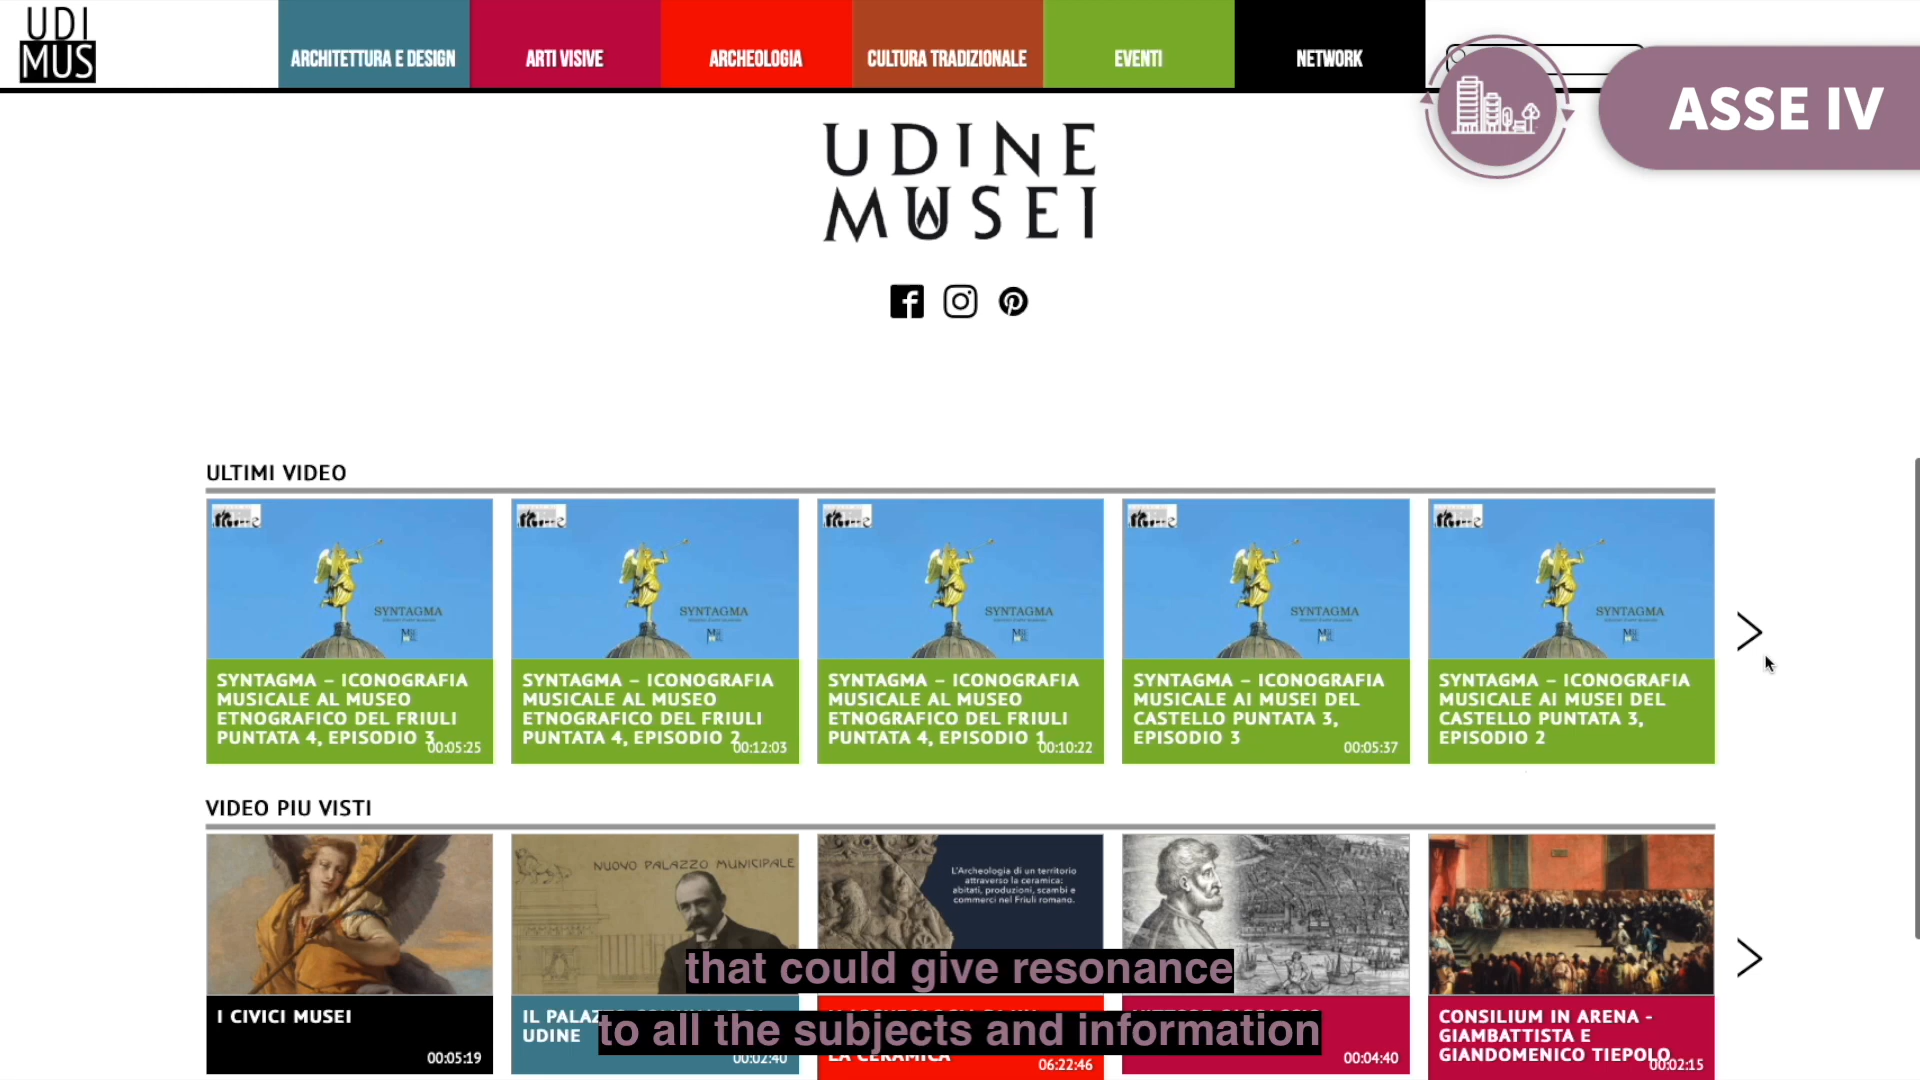 UDI
MUS
ARCHITETTURA E DESIGN
ARTI VISIVE
ARCHEOLOGIA
CULTURA TRADIZIONALE
EVENTI
NETWORK
ASSE IV
UDINE
MUSEI
ULTIMI VIDEO
SYNTAGMA
SYNTAGMA
SYNTAGMA
SYNTAGMA
SYNTAGMA
SYNTAGMA – ICONOGRAFIA
MUSICALE AL MUSEO
ETNOGRAFICO DEL FRIULI
PUNTATA 4, EPISODIO 3
00:05:25
SYNTAGMA – ICONOGRAFIA
MUSICALE AL MUSEO
ETNOGRAFICO DEL FRIULI
PUNTATA 4, EPISODIO 2
00:12:03
SYNTAGMA – ICONOGRAFIA
MUSICALE AL MUSEO
ETNOGRAFICO DEL FRIULI
PUNTATA 4, EPISODIO 1
00:10:22
SYNTAGMA – ICONOGRAFIA
MUSICALE AI MUSEI DEL
CASTELLO PUNTATA 3,
EPISODIO 3
00:05:37
SYNTAGMA – ICONOGRAFIA
MUSICALE AI MUSEI DEL
CASTELLO PUNTATA 3,
EPISODIO 2
VIDEO PIU VISTI
NUOVO PALAZZO MUNICIPALE
L'Archeologia di un territorio
attraverso la ceramica:
abitati, produzioni, scambi e
commerci nel Friuli romano.
I CIVICI MUSEI
00:05:19
IL PALAZ
UDINE
00:02:40
LA CERAMICA
06:22:46
00:04:40
CONSILIUM IN ARENA -
GIAMBATTISTA E
GIANDOMENICO TIEPOLO
00:02:15
that could give resonance
to all the subjects and information